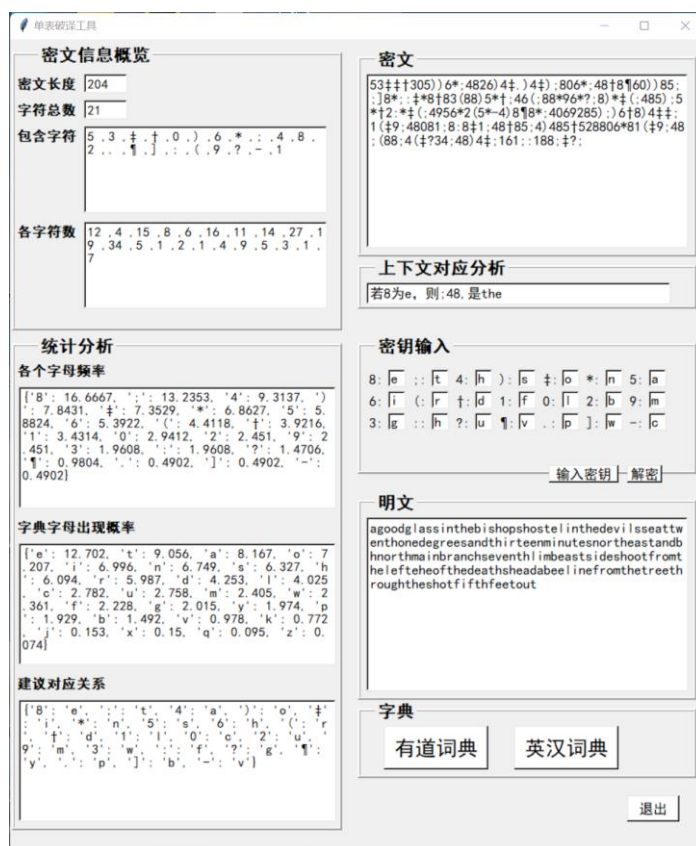 单表破译工具
密文信息概览
密文长度 204
字符总数 21
包含字符
5 ,3 ,‡ ,† ,0 ,) ,6 ,* ,; ,4 ,8 ,
2 ,. ,¶ ,] ,: ,( ,9 ,? ,- ,1
各字符数
12 ,4 ,15 ,8 ,6 ,16 ,11 ,14 ,27 ,1
9 ,34 ,5 ,1 ,2 ,1 ,4 ,9 ,5 ,3 ,1 ,
7
统计分析
各个字母频率
{'8': 16.6667, ';': 13.2353, '4': 9.3137, ')
': 7.8431, '‡': 7.3529, '*': 6.8627, '5': 5.
8824, '6': 5.3922, '(': 4.4118, '†': 3.9216,
'1': 3.4314, '0': 2.9412, '2': 2.451, '9': 2
.451, '3': 1.9608, ':': 1.9608, '?': 1.4706,
'¶': 0.9804, '.': 0.4902, ']': 0.4902, '-':
0.4902}
字典字母出现概率
{'e': 12.702, 't': 9.056, 'a': 8.167, 'o': 7
.207, 'i': 6.996, 'n': 6.749, 's': 6.327, 'h
': 6.094, 'r': 5.987, 'd': 4.253, 'l': 4.025
, 'c': 2.782, 'u': 2.758, 'm': 2.405, 'w': 2
.361, 'f': 2.228, 'g': 2.015, 'y': 1.974, 'p
': 1.929, 'b': 1.492, 'v': 0.978, 'k': 0.772
, 'j': 0.153, 'x': 0.15, 'q': 0.095, 'z': 0.
074}
建议对应关系
{'8': 'e', ';': 't', '4': 'a', ')': 'o', '‡'
: 'i', '*': 'n', '5': 's', '6': 'h', '(': 'r
', '†': 'd', '1': 'l', '0': 'c', '2': 'u', '
9': 'm', '3': 'w', ':': 'f', '?': 'g', '¶':
'y', '.': 'p', ']': 'b', '-': 'v'}
密文
53‡‡†305))6*;4826)4‡.)4‡);806*;48†8¶60))85;
;]8*;:‡*8†83(88)5*†;46(;88*96*?;8)*‡(;485);5
*†2:*‡(;4956*2(5*-4)8¶8*;4069285);)6†8)4‡‡;
1(‡9;48081;8:8‡1;48†85;4)485†528806*81(‡9;48
;(88;4(‡?34;48)4‡;161;:188;‡?;
上下文对应分析
若8为e，则;48,是the
密钥输入
8: e ;: t 4: h ): s ‡: o *: n 5: a
6: i (: r †: d 1: f 0: l 2: b 9: m
3: g :: h ?: u ¶: v .: p ]: w -: c
输入密钥 解密
明文
agoodglassinthebishopshostelinthedevilsseattw
enthonedegreesandthirteenminutesnortheastandb
hnorthmainbranchseventhlimbeastsideshootfromt
helefteheofthedeathsheadabeelinefromthetreeth
roughtheshotfifthfeetout
字典
有道词典 英汉词典
退出